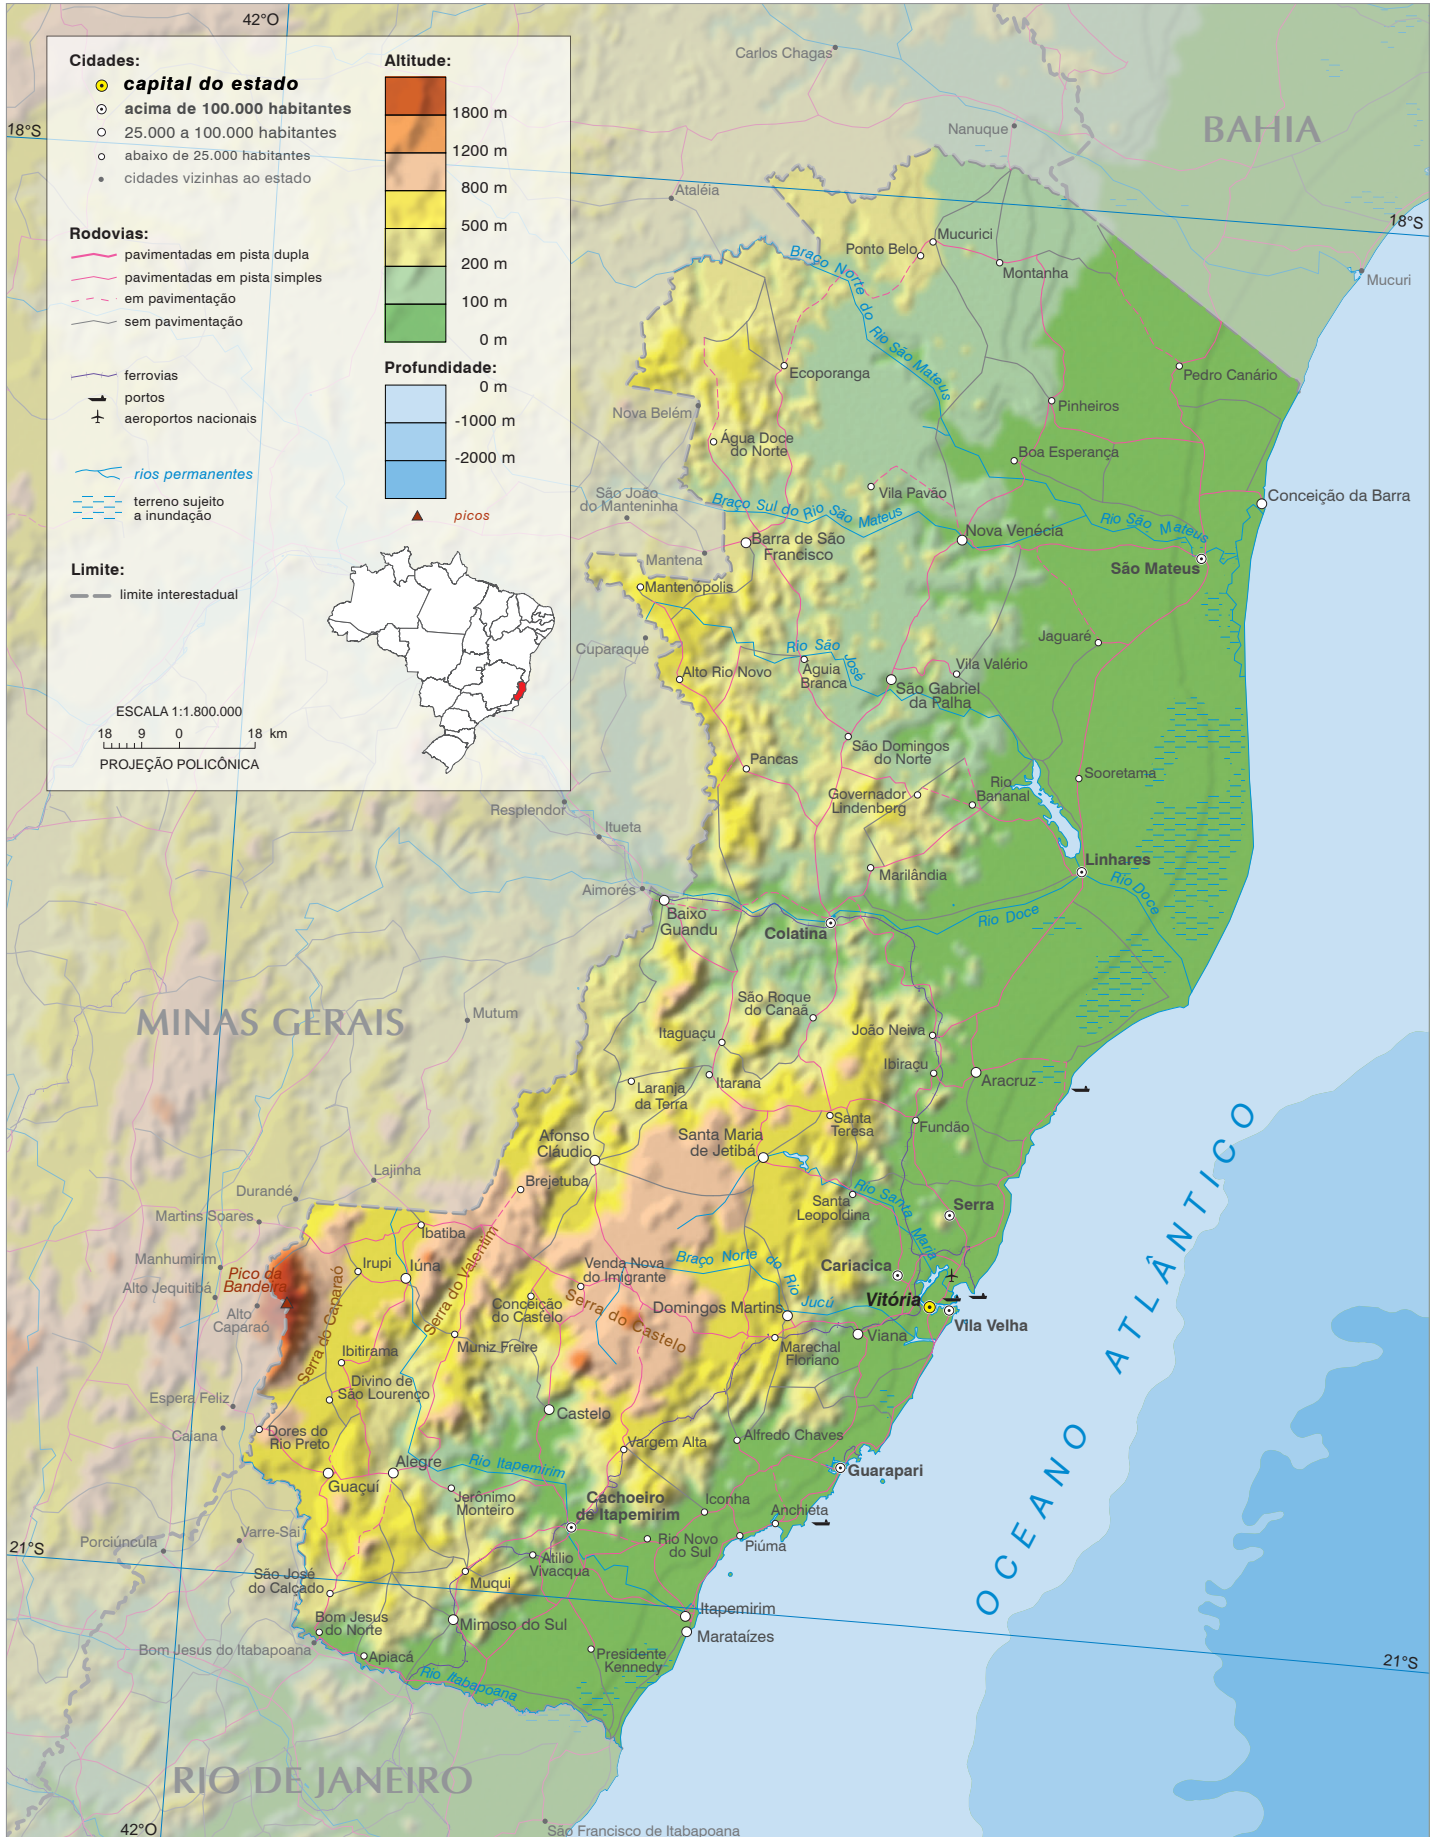 42°O
Cidades:
capital do estado
acima de 100.000 habitantes
25.000 a 100.000 habitantes
abaixo de 25.000 habitantes
cidades vizinhas ao estado
Rodovias:
pavimentadas em pista dupla
pavimentadas em pista simples
em pavimentação
sem pavimentação
ferrovias
portos
aeroportos nacionais
rios permanentes
terreno sujeito
a inundação
Limite:
limite interestadual
ESCALA 1:1.800.000
18 9 0 18 km
PROJEÇÃO POLICÔNICA
Altitude:
1800 m
1200 m
800 m
500 m
200 m
100 m
0 m
Profundidade:
0 m
-1000 m
-2000 m
picos
18°S
Carlos Chagas
Nanuque
BAHIA
Ataléia
18°S
Mucuri
Mucurici
Ponto Belo
Montanha
Braço Norte do Rio São Mateus
Ecoporanga
Pedro Canário
Nova Belém
Pinheiros
Água Doce
do Norte
Boa Esperança
São João
do Manteninha
Vila Pavão
Conceição da Barra
Braço Sul do Rio São Mateus
Rio São Mateus
Barra de São
Francisco
Nova Venécia
Mantena
São Mateus
Mantenópolis
Cuparaque
Rio São José
Jaguaré
Alto Rio Novo
Águia
Branca
Vila Valério
São Gabriel
da Palha
São Domingos
do Norte
Pancas
Sooretama
Rio
Bananal
Governador
Lindenberg
Resplendor
Itueta
Linhares
Marilândia
Rio Doce
Aimorés
Baixo
Guandu
Rio Doce
Colatina
MINAS GERAIS
São Roque
do Canaã
Mutum
Itaguaçu
João Neiva
Ibiraçu
Aracruz
Laranja
da Terra
Itarana
Santa
Teresa
Fundão
Afonso
Cláudio
Santa Maria
de Jetibá
Lajinha
Brejetuba
Durandé
Rio Santa Maria
Santa
Leopoldina
Serra
Martins Soares
Ibatiba
Manhumirim
Pico da
Bandeira
Irupi
Iúna
Serra do Valentim
Venda Nova
do Imigrante
Braço Norte do Rio Jucú
Cariacica
Alto Jequitibá
Alto
Caparaó
Serra do Caparaó
Conceição
do Castelo
Serra do Castelo
Domingos Martins
Vitória
Vila Velha
Viana
Muniz Freire
Marechal
Floriano
Ibitirama
Divino de
São Lourenço
Espera Feliz
Castelo
Caiana
Dores do
Rio Preto
Vargem Alta
Alfredo Chaves
Alegre
Rio Itapemirim
Guarapari
Guaçuí
Jerônimo
Monteiro
Cachoeiro
de Itapemirim
Iconha
Anchieta
Porciúncula
Varre-Sai
Rio Novo
do Sul
Piúma
21°S
Atilio
Vivacqua
São José
do Calçado
Muqui
Itapemirim
Bom Jesus
do Norte
Mimoso do Sul
Marataízes
Bom Jesus do Itabapoana
Apiacá
Presidente
Kennedy
21°S
Rio Itabapoana
OCEANO ATLÂNTICO
RIO DE JANEIRO
42°O
São Francisco de Itabapoana